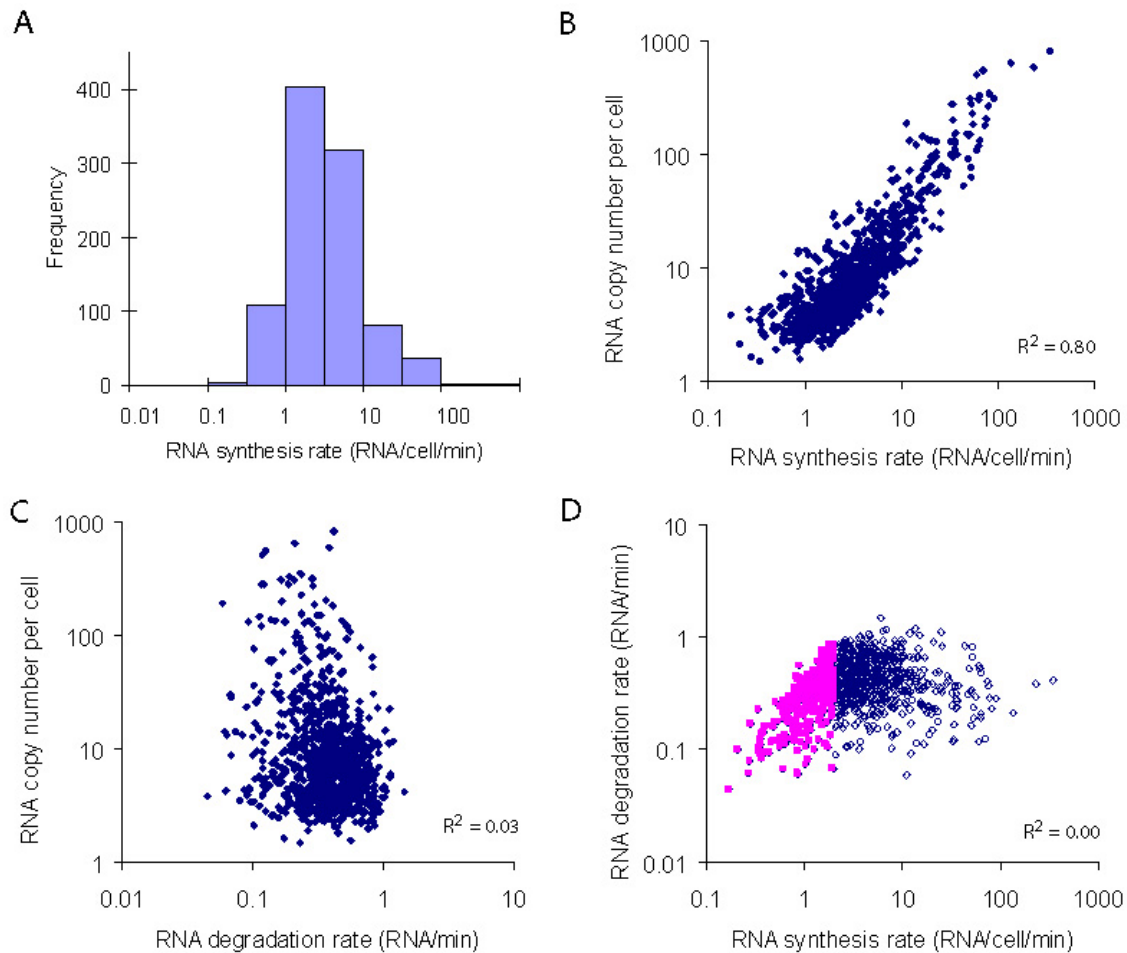 A
Frequency
400
300
200
100
0
0.01 0.1 1 10 100
RNA synthesis rate (RNA/cell/min)
B
RNA copy number per cell
1000
100
10
1
R² = 0.80
0.1 1 10 100 1000
RNA synthesis rate (RNA/cell/min)
C
RNA copy number per cell
1000
100
10
1
R² = 0.03
0.01 0.1 1 10
RNA degradation rate (RNA/min)
D
RNA degradation rate (RNA/min)
10
1
0.1
0.01
R² = 0.00
0.1 1 10 100 1000
RNA synthesis rate (RNA/cell/min)